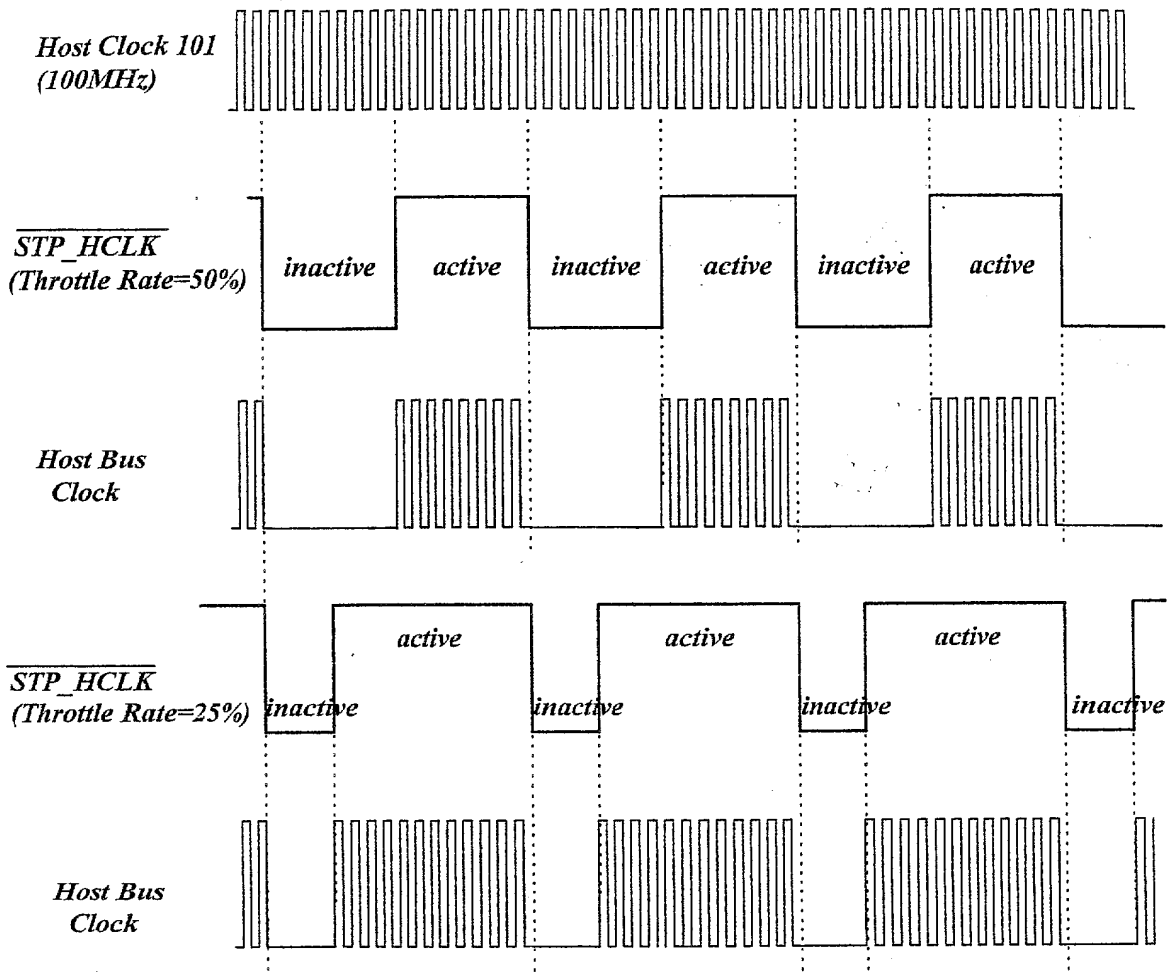 Host Clock 101
(100MHz)
STP_HCLK
(Throttle Rate=50%)
inactive
active
inactive
active
inactive
active
Host Bus
Clock
STP_HCLK
(Throttle Rate=25%)
inactive
active
inactive
active
inactive
active
inactive
Host Bus
Clock